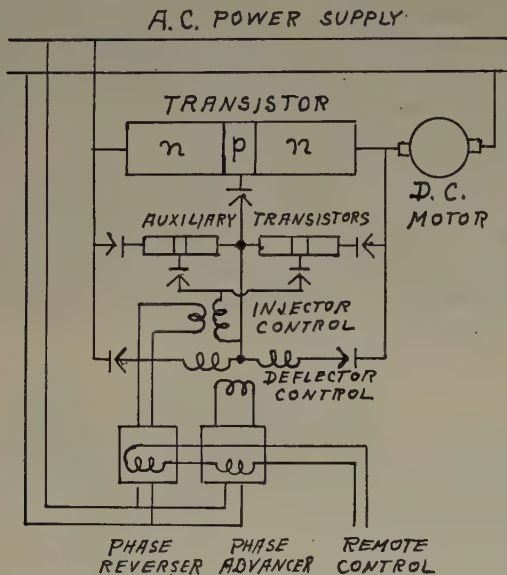 A.C. POWER SUPPLY
TRANSISTOR
n p n
D.C.
MOTOR
AUXILIARY TRANSISTORS
INJECTOR
CONTROL
DEFLECTOR
CONTROL
PHASE
REVERSER
PHASE
ADVANCER
REMOTE
CONTROL